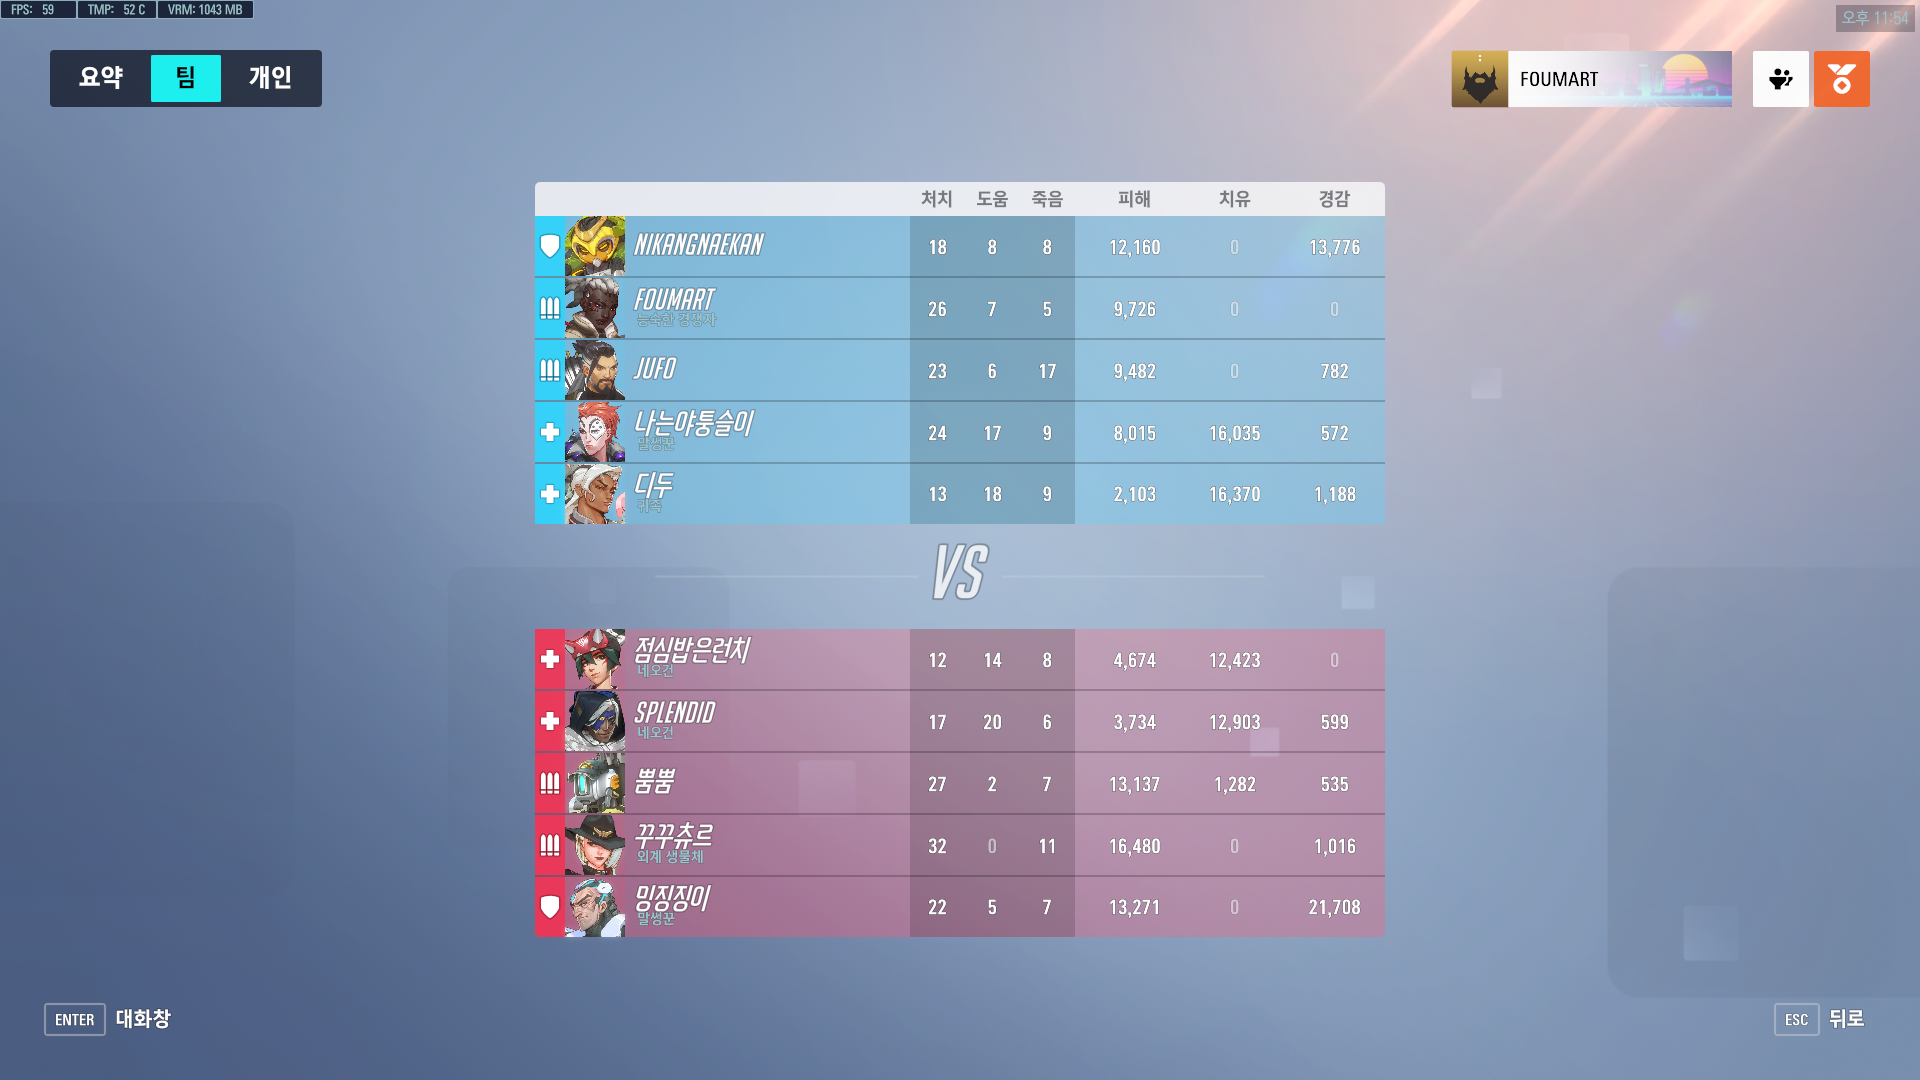 FPS: 59 TMP: 52 C VRM: 1043 MB
오후 11:54
요약 팀 개인
FOUMART
처치 도움 죽음 피해 치유 경감
NIKANGNAEKAN 18 8 8 12,160 0 13,776
FOUMART 26 7 5 9,726 0 0
능숙한 경쟁자
JUFO 23 6 17 9,482 0 782
나는야통슬이 24 17 9 8,015 16,035 572
말썽꾼
디두 13 18 9 2,103 16,370 1,188
귀족
VS
점심밥은런치 12 14 8 4,674 12,423 0
네오건
SPLENDID 17 20 6 3,734 12,903 599
네오건
뿜뿜 27 2 7 13,137 1,282 535
꾸꾸츄르 32 0 11 16,480 0 1,016
외계 생물체
밍징징이 22 5 7 13,271 0 21,708
말썽꾼
ENTER 대화창
ESC 뒤로